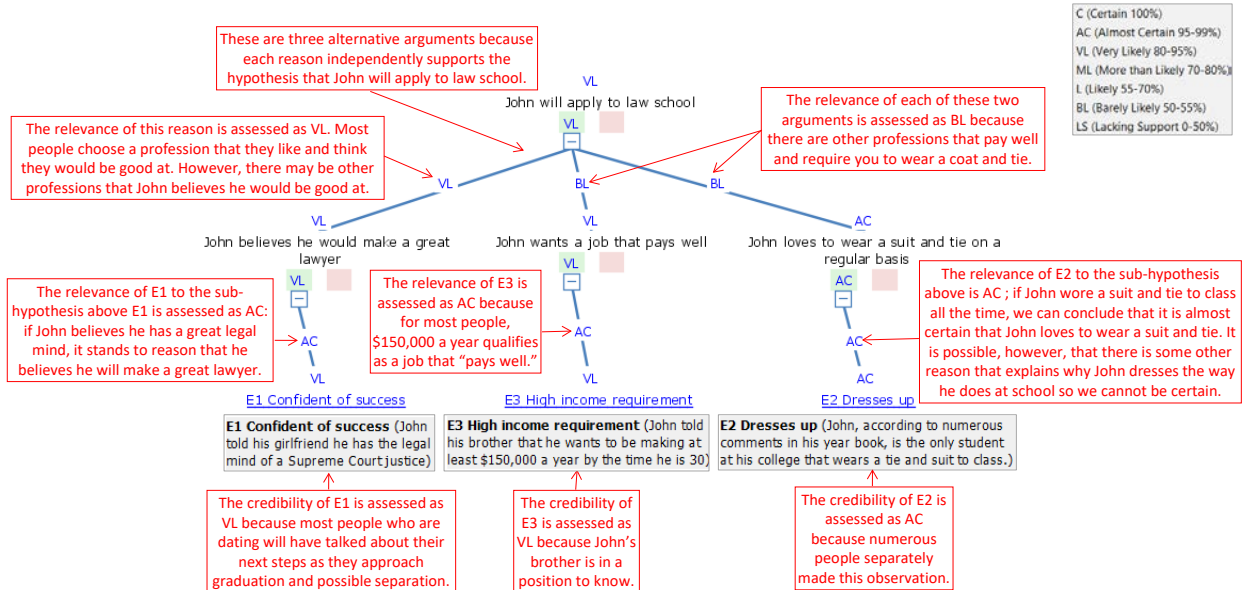 C (Certain 100%)
AC (Almost Certain 95-99%)
VL (Very Likely 80-95%)
ML (More than Likely 70-80%)
L (Likely 55-70%)
BL (Barely Likely 50-55%)
LS (Lacking Support 0-50%)
These are three alternative arguments because
each reason independently supports the
hypothesis that John will apply to law school.
VL
John will apply to law school
VL
The relevance of each of these two
arguments is assessed as BL because
there are other professions that pay well
and require you to wear a coat and tie.
The relevance of this reason is assessed as VL. Most
people choose a profession that they like and think
they would be good at. However, there may be other
professions that John believes he would be good at.
VL
BL
BL
VL
John believes he would make a great
lawyer
VL
VL
John wants a job that pays well
VL
AC
John loves to wear a suit and tie on a
regular basis
AC
The relevance of E1 to the sub-
hypothesis above E1 is assessed as AC:
if John believes he has a great legal
mind, it stands to reason that he
believes he will make a great lawyer.
AC
The relevance of E3 is
assessed as AC because
for most people,
$150,000 a year qualifies
as a job that “pays well.”
AC
AC
The relevance of E2 to the sub-hypothesis
above is AC ; if John wore a suit and tie to class
all the time, we can conclude that it is almost
certain that John loves to wear a suit and tie. It
is possible, however, that there is some other
reason that explains why John dresses the way
he does at school so we cannot be certain.
VL
E1 Confident of success
VL
E3 High income requirement
AC
E2 Dresses up
E1 Confident of success (John
told his girlfriend he has the legal
mind of a Supreme Court justice)
E3 High income requirement (John told
his brother that he wants to be making at
least $150,000 a year by the time he is 30)
E2 Dresses up (John, according to numerous
comments in his year book, is the only student
at his college that wears a tie and suit to class.)
The credibility of E1 is assessed as
VL because most people who are
dating will have talked about their
next steps as they approach
graduation and possible separation.
The credibility of
E3 is assessed as
VL because John’s
brother is in a
position to know.
The credibility of E2 is
assessed as AC
because numerous
people separately
made this observation.